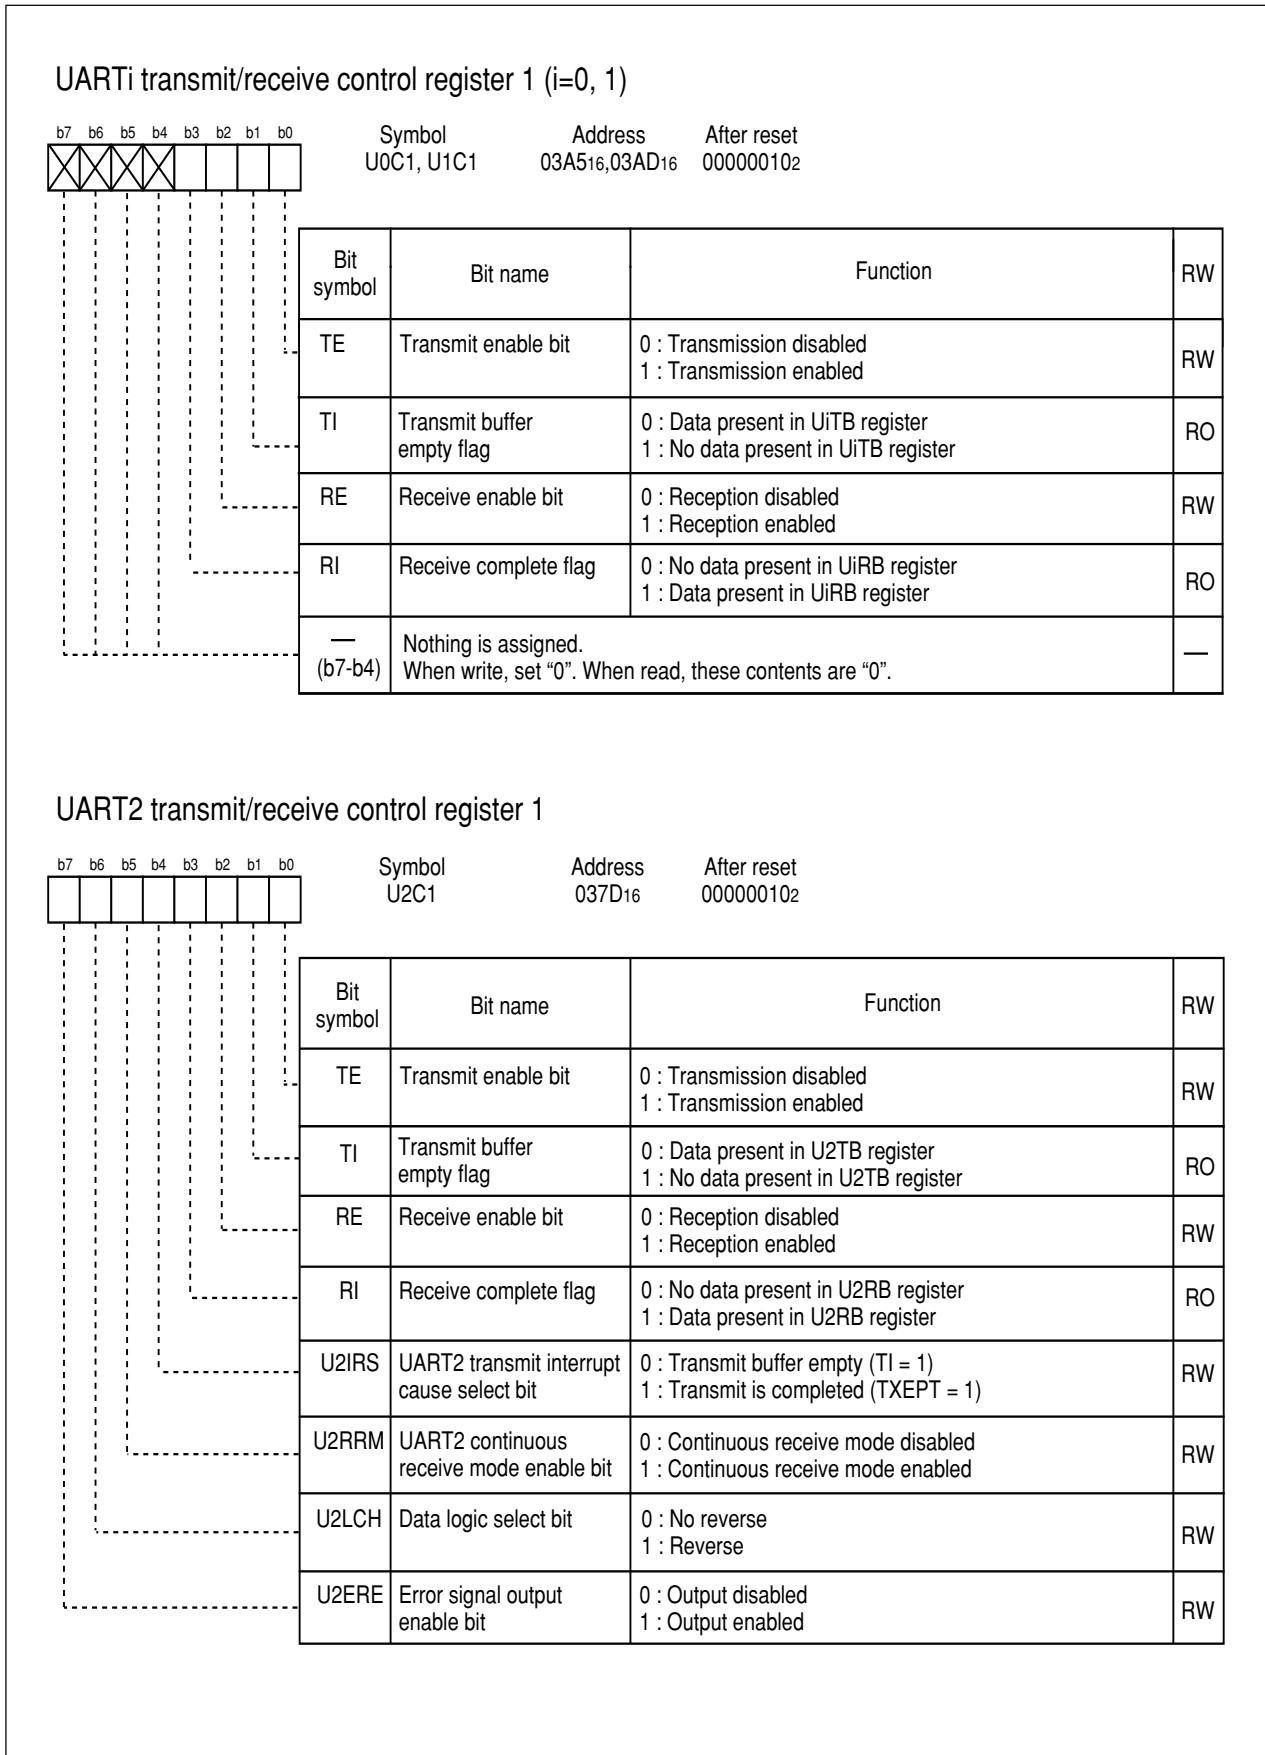 UARTi transmit/receive control register 1 (i=0, 1)
b7 b6 b5 b4 b3 b2 b1 b0
Symbol Address After reset
U0C1, U1C1 03A516,03AD16 000000102
Bit symbol Bit name Function RW
TE Transmit enable bit 0 : Transmission disabled
1 : Transmission enabled RW
TI Transmit buffer empty flag 0 : Data present in UiTB register
1 : No data present in UiTB register RO
RE Receive enable bit 0 : Reception disabled
1 : Reception enabled RW
RI Receive complete flag 0 : No data present in UiRB register
1 : Data present in UiRB register RO
— (b7-b4) Nothing is assigned.
When write, set “0”. When read, these contents are “0”. —
UART2 transmit/receive control register 1
b7 b6 b5 b4 b3 b2 b1 b0
Symbol Address After reset
U2C1 037D16 000000102
Bit symbol Bit name Function RW
TE Transmit enable bit 0 : Transmission disabled
1 : Transmission enabled RW
TI Transmit buffer empty flag 0 : Data present in U2TB register
1 : No data present in U2TB register RO
RE Receive enable bit 0 : Reception disabled
1 : Reception enabled RW
RI Receive complete flag 0 : No data present in U2RB register
1 : Data present in U2RB register RO
U2IRS UART2 transmit interrupt cause select bit 0 : Transmit buffer empty (TI = 1)
1 : Transmit is completed (TXEPT = 1) RW
U2RRM UART2 continuous receive mode enable bit 0 : Continuous receive mode disabled
1 : Continuous receive mode enabled RW
U2LCH Data logic select bit 0 : No reverse
1 : Reverse RW
U2ERE Error signal output enable bit 0 : Output disabled
1 : Output enabled RW